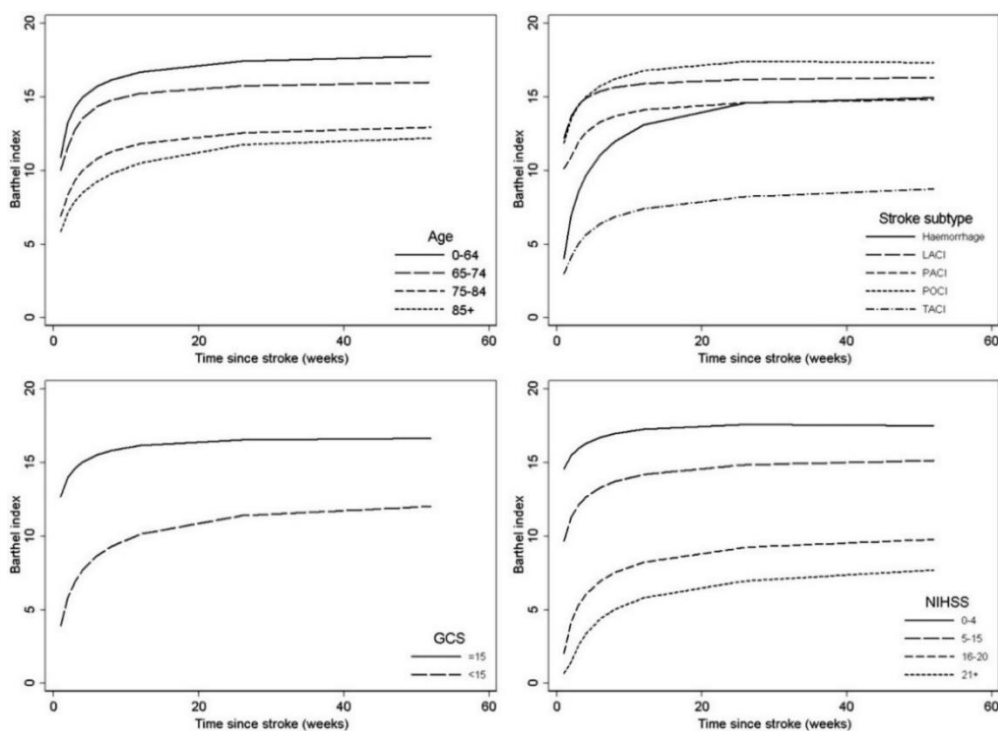 20
15
10
5
0
Barthel index
Age
0-64
65-74
75-84
85+
0
20
40
60
Time since stroke (weeks)
20
15
10
5
0
Barthel index
Stroke subtype
Haemorrhage
LACI
PACI
POCI
TACI
0
20
40
60
Time since stroke (weeks)
20
15
10
5
0
Barthel index
GCS
=15
<15
0
20
40
60
Time since stroke (weeks)
20
15
10
5
0
Barthel index
NIHSS
0-4
5-15
16-20
21+
0
20
40
60
Time since stroke (weeks)